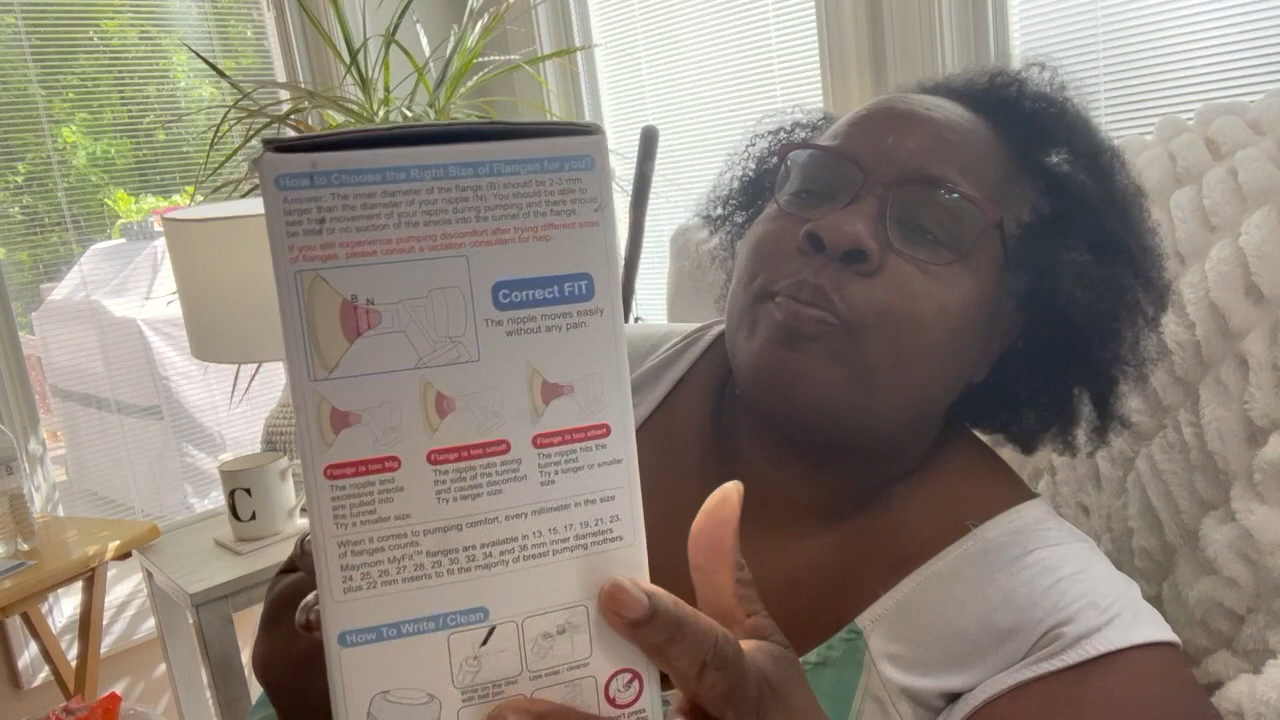 How to Choose the Right Size of Flanges for you?
Answer: The inner diameter of the flange (B) should be 2-3 mm
larger than the diameter of your nipple (N). You should be able to
see free movement of your nipple during pumping and there should
be little or no suction of the areola into the tunnel of the flange.
If you still experience pumping discomfort after trying different sizes
of flanges, please consult a lactation consultant for help.
B N
Correct FIT
The nipple moves easily
without any pain.
Flange is too big
The nipple and
excessive areola
are pulled into
the tunnel.
Try a smaller size.
Flange is too small
The nipple rubs along
the side of the tunnel
and causes discomfort.
Try a larger size.
Flange is too short
The nipple hits the
tunnel end.
Try a longer or smaller
size.
When it comes to pumping comfort, every millimeter in the size
of flanges counts.
Maymom MyFit™ flanges are available in 13, 15, 17, 19, 21, 23,
24, 25, 26, 27, 28, 29, 30, 32, 34, and 36 mm inner diameters
plus 22 mm inserts to fit the majority of breast pumping mothers.
How To Write / Clean
Write on the disc
with ball pen
Use soap / cleaner
Don't press
C